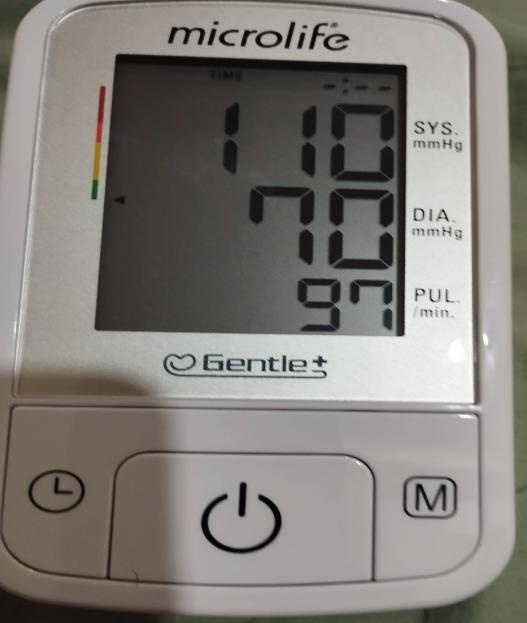 microlife®
TIME
-:--
110
SYS.
mmHg
70
DIA.
mmHg
97
PUL.
/min.
Gentle+
M